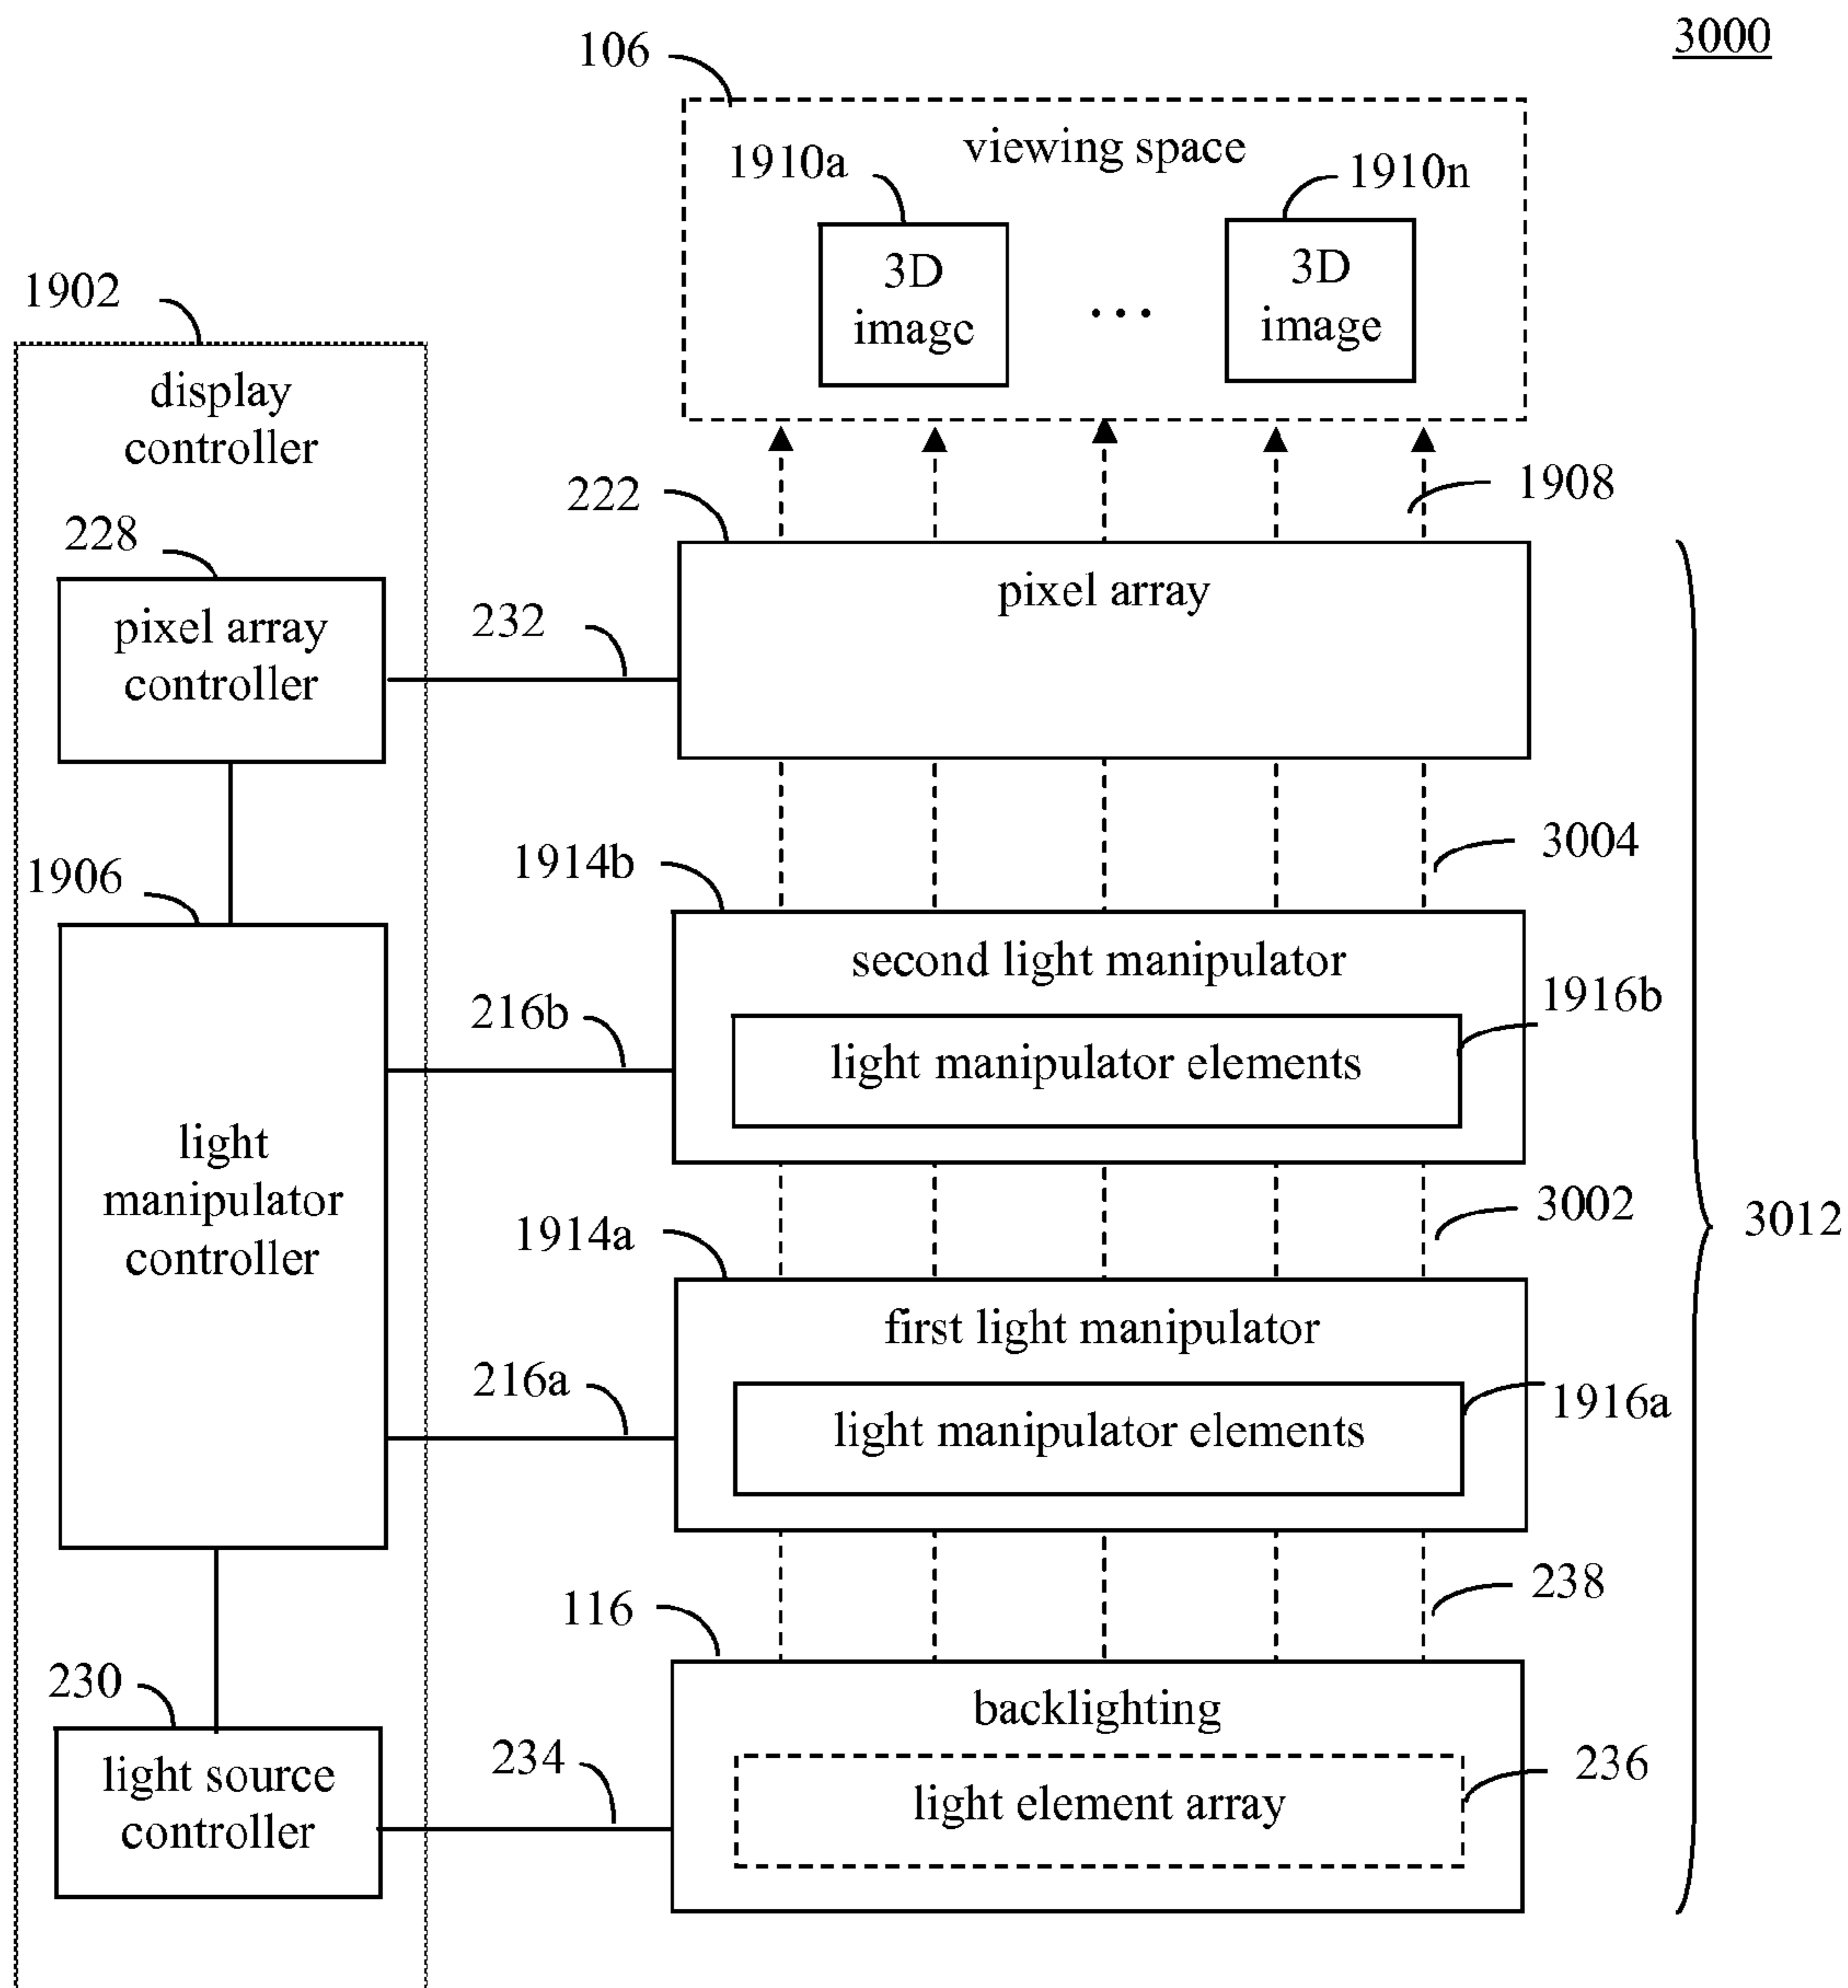 3000
106
viewing space
1910a
1910n
3D
imagc
...
3D
image
1902
display
controller
1908
222
pixel array
228
pixel array
controller
232
3004
1914b
1906
second light manipulator
1916b
light manipulator elements
216b
light
manipulator
controller
3002
3012
1914a
first light manipulator
216a
1916a
light manipulator elements
238
116
backlighting
230
light source
controller
234
236
light element array